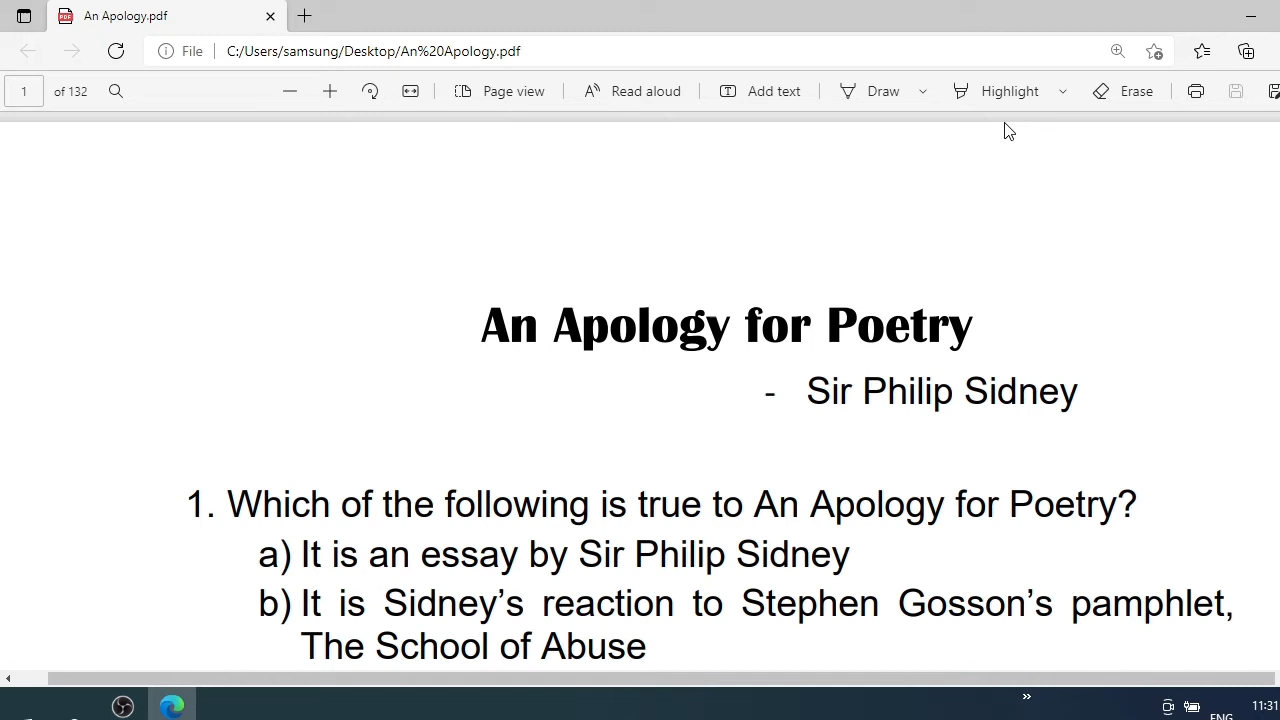 An Apology.pdf
File
C:/Users/samsung/Desktop/An%20Apology.pdf
1 of 132
Page view
Read aloud
Add text
Draw
Highlight
Erase
An Apology for Poetry
- Sir Philip Sidney
1. Which of the following is true to An Apology for Poetry?
a) It is an essay by Sir Philip Sidney
b) It is Sidney’s reaction to Stephen Gosson’s pamphlet,
The School of Abuse
11:31
ENG